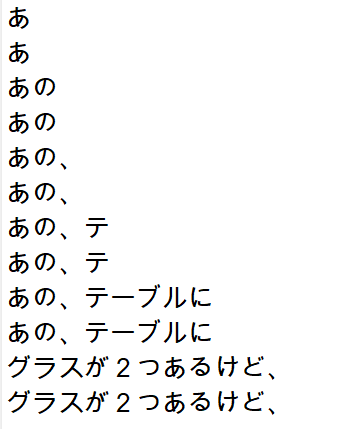 あ
あ
あの
あの
あの、
あの、
あの、テ
あの、テ
あの、テーブルに
あの、テーブルに
グラスが２つあるけど、
グラスが２つあるけど、